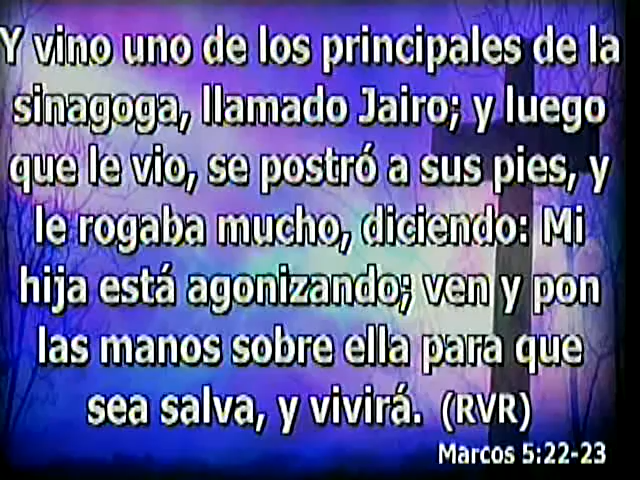 Y vino uno de los principales de la
sinagoga, llamado Jairo; y luego
que le vio, se postró a sus pies, y
le rogaba mucho, diciendo: Mi
hija está agonizando; ven y pon
las manos sobre ella para que
sea salva, y vivirá. (RVR)
Marcos 5:22-23